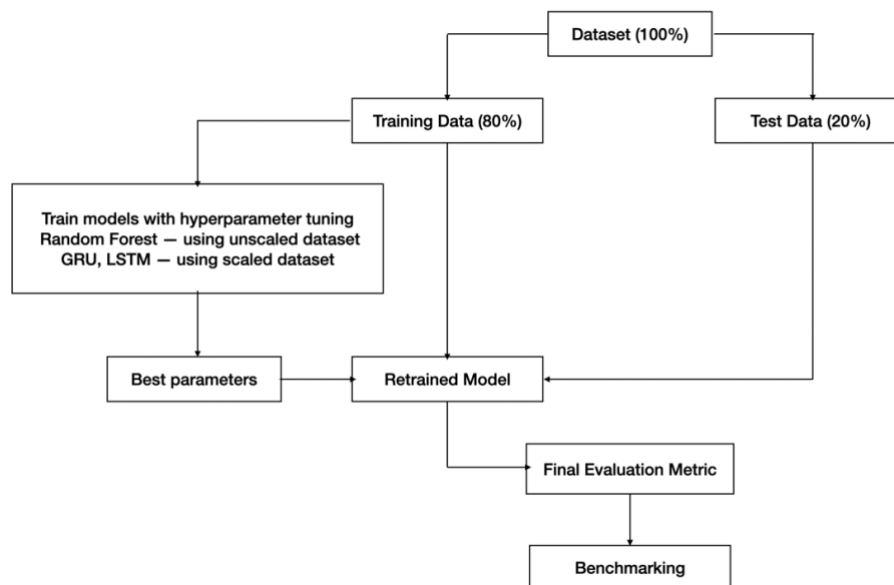 Dataset (100%)
Training Data (80%)
Test Data (20%)
Train models with hyperparameter tuning
Random Forest — using unscaled dataset
GRU, LSTM — using scaled dataset
Best parameters
Retrained Model
Final Evaluation Metric
Benchmarking